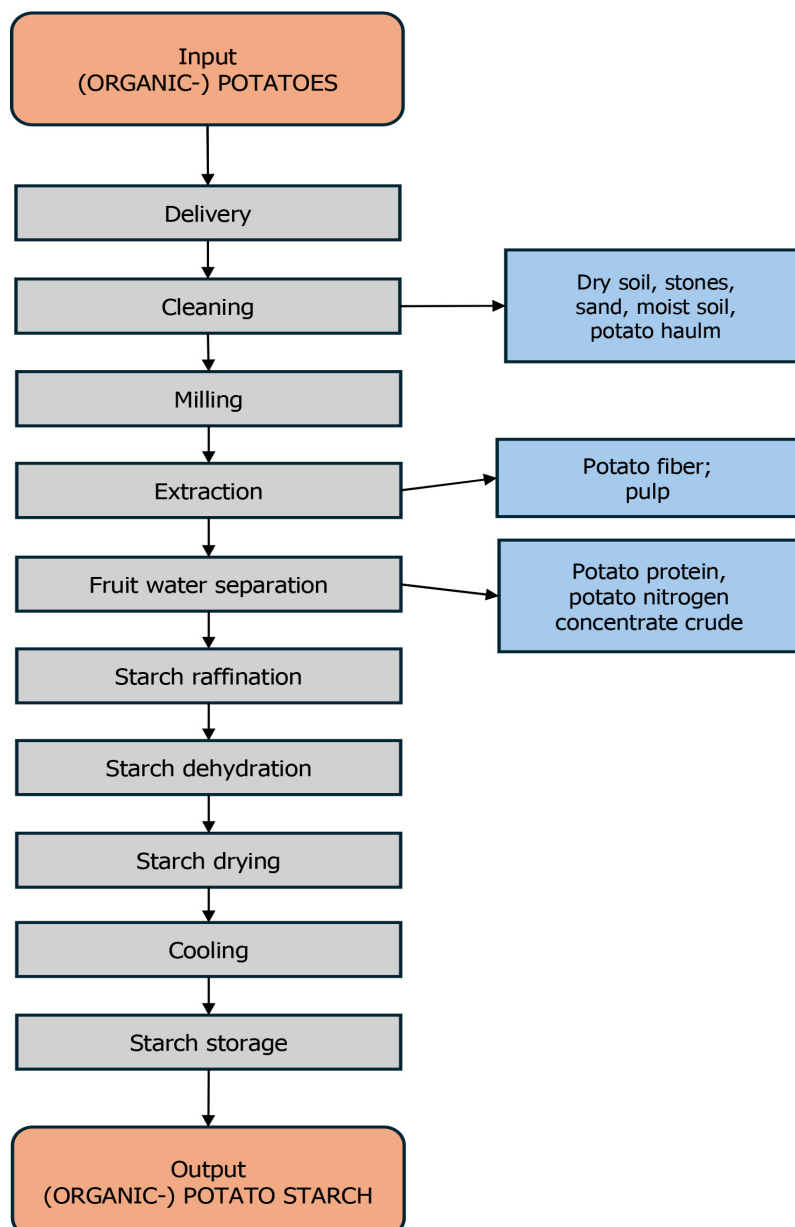 Input
(ORGANIC-) POTATOES
Delivery
Cleaning
Dry soil, stones,
sand, moist soil,
potato haulm
Milling
Extraction
Potato fiber;
pulp
Fruit water separation
Potato protein,
potato nitrogen
concentrate crude
Starch raffination
Starch dehydration
Starch drying
Cooling
Starch storage
Output
(ORGANIC-) POTATO STARCH